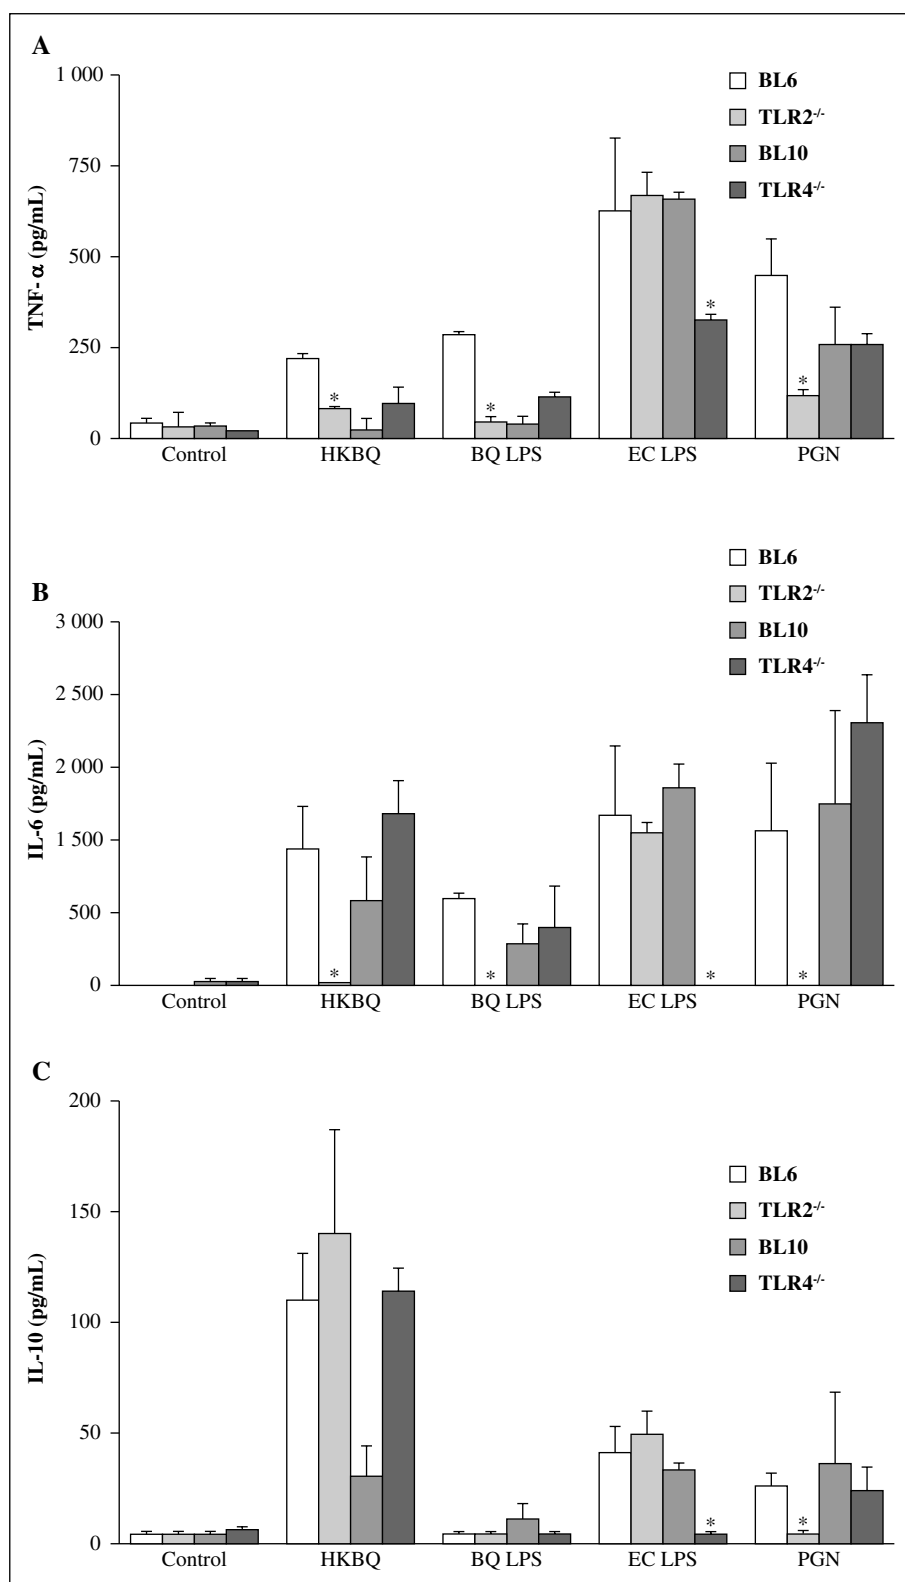 A
1 000
750
500
250
0
TNF-α (pg/mL)
BL6
TLR2-/-
BL10
TLR4-/-
*
*
*
*
Control HKBQ BQ LPS EC LPS PGN
B
3 000
2 500
2 000
1 500
500
0
IL-6 (pg/mL)
BL6
TLR2-/-
BL10
TLR4-/-
* * * *
Control HKBQ BQ LPS EC LPS PGN
C
200
150
100
50
0
IL-10 (pg/mL)
BL6
TLR2-/-
BL10
TLR4-/-
* *
Control HKBQ BQ LPS EC LPS PGN